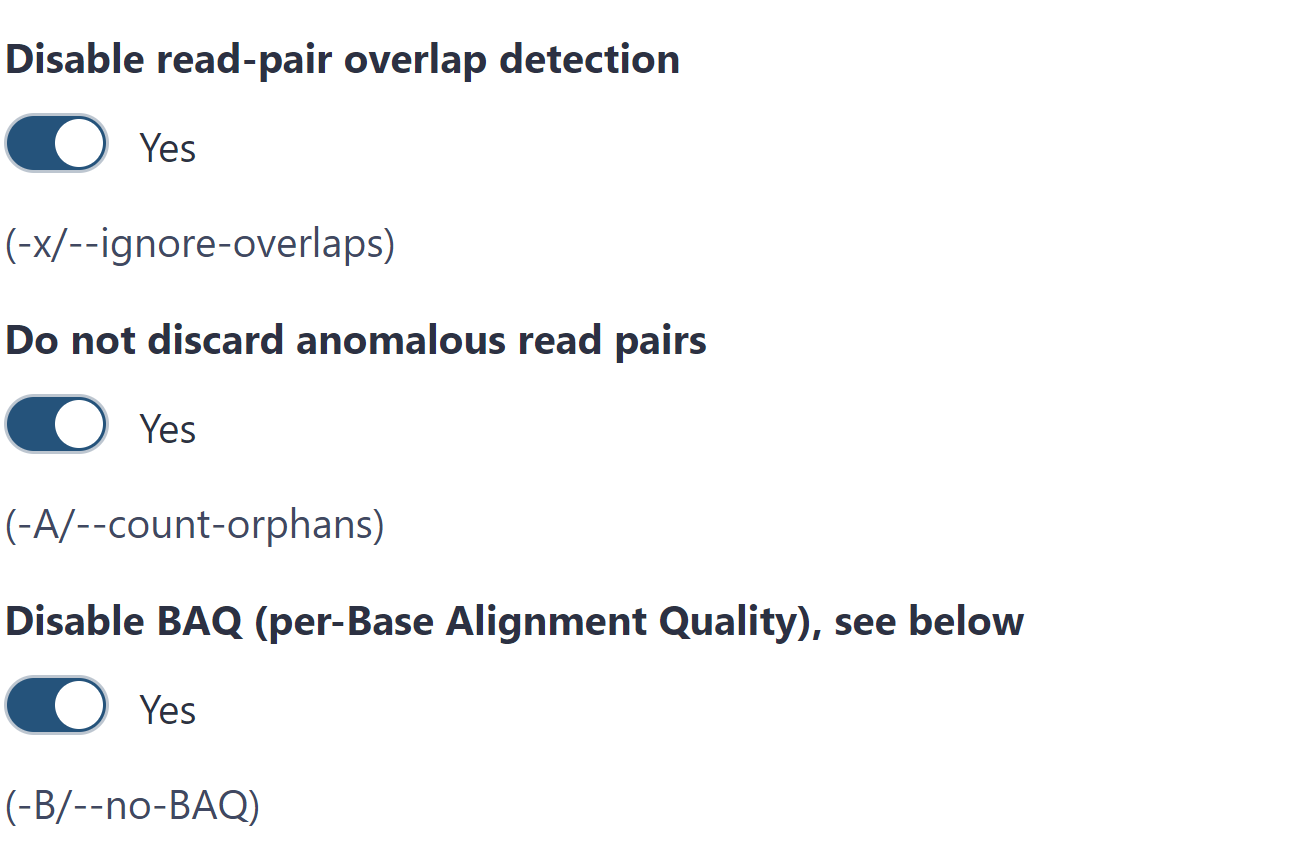 Disable read-pair overlap detection
Yes
(-x/--ignore-overlaps)
Do not discard anomalous read pairs
Yes
(-A/--count-orphans)
Disable BAQ (per-Base Alignment Quality), see below
Yes
(-B/--no-BAQ)